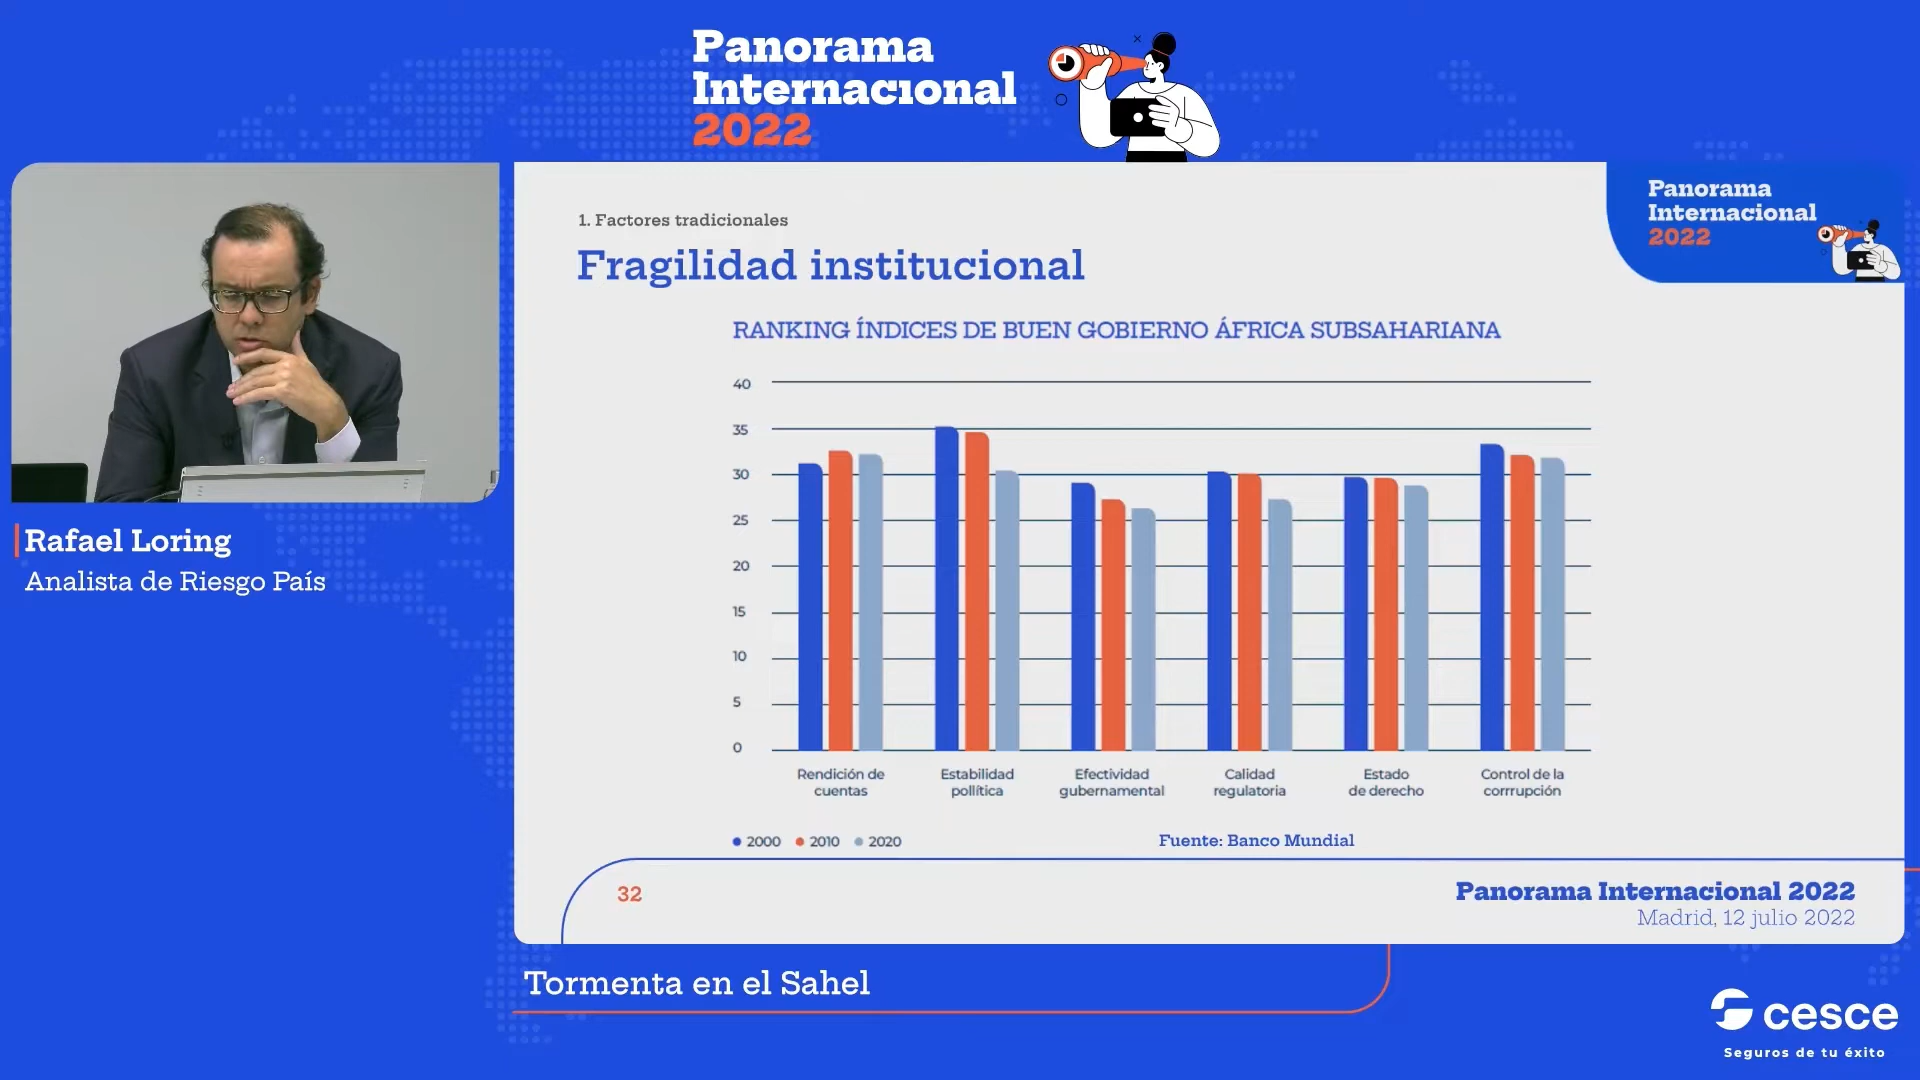 Panorama
Internacional
2022
Panorama
Internacional
2022
1. Factores tradicionales
Fragilidad institucional
RANKING ÍNDICES DE BUEN GOBIERNO ÁFRICA SUBSAHARIANA
40
35
30
25
20
15
10
5
0
Rendición de
cuentas
Estabilidad
pollítica
Efectividad
gubernamental
Calidad
regulatoria
Estado
de derecho
Control de la
corrrupción
2000
2010
2020
Fuente: Banco Mundial
32
Panorama Internacional 2022
Madrid, 12 julio 2022
Rafael Loring
Analista de Riesgo País
Tormenta en el Sahel
cesce
Seguros de tu éxito